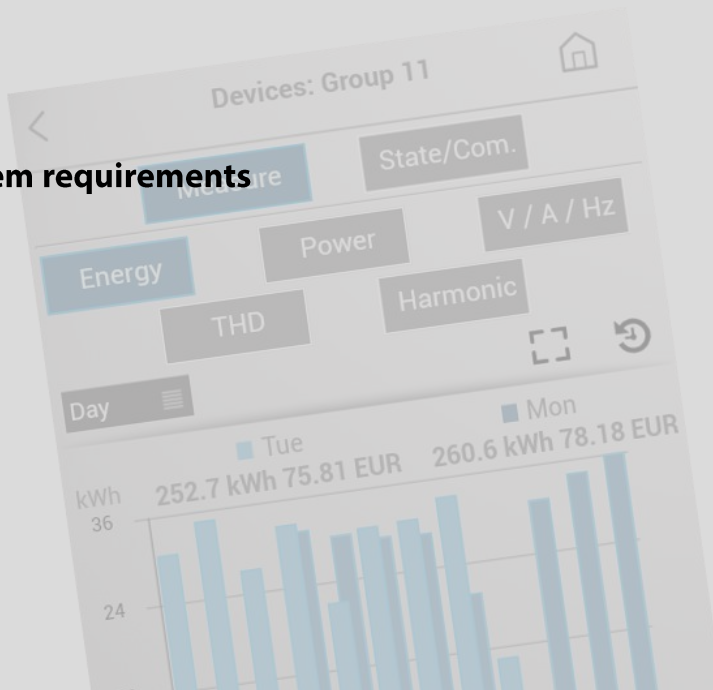 Devices: Group 11
em requirements
Measure State/Com.
Energy Power V / A / Hz
THD Harmonic
Day
Tue Mon
kWh 252.7 kWh 75.81 EUR 260.6 kWh 78.18 EUR
36
24